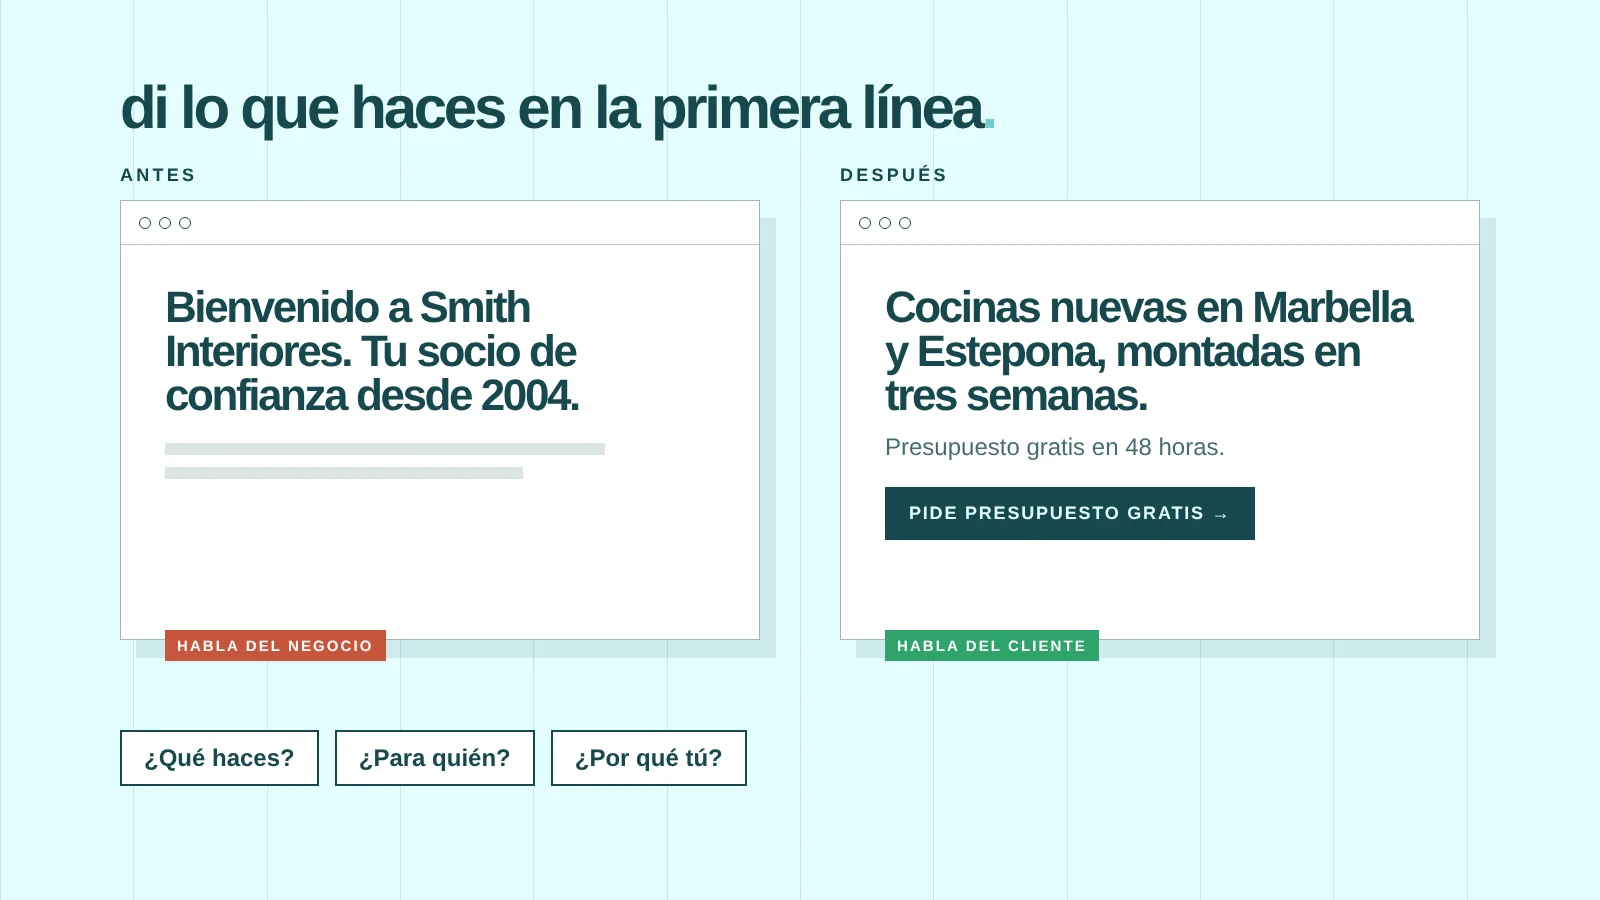 di lo que haces en la primera línea.
ANTES
Bienvenido a Smith
Interiores. Tu socio de
confianza desde 2004.
HABLA DEL NEGOCIO
DESPUÉS
Cocinas nuevas en Marbella
y Estepona, montadas en
tres semanas.
Presupuesto gratis en 48 horas.
PIDE PRESUPUESTO GRATIS →
HABLA DEL CLIENTE
¿Qué haces?
¿Para quién?
¿Por qué tú?